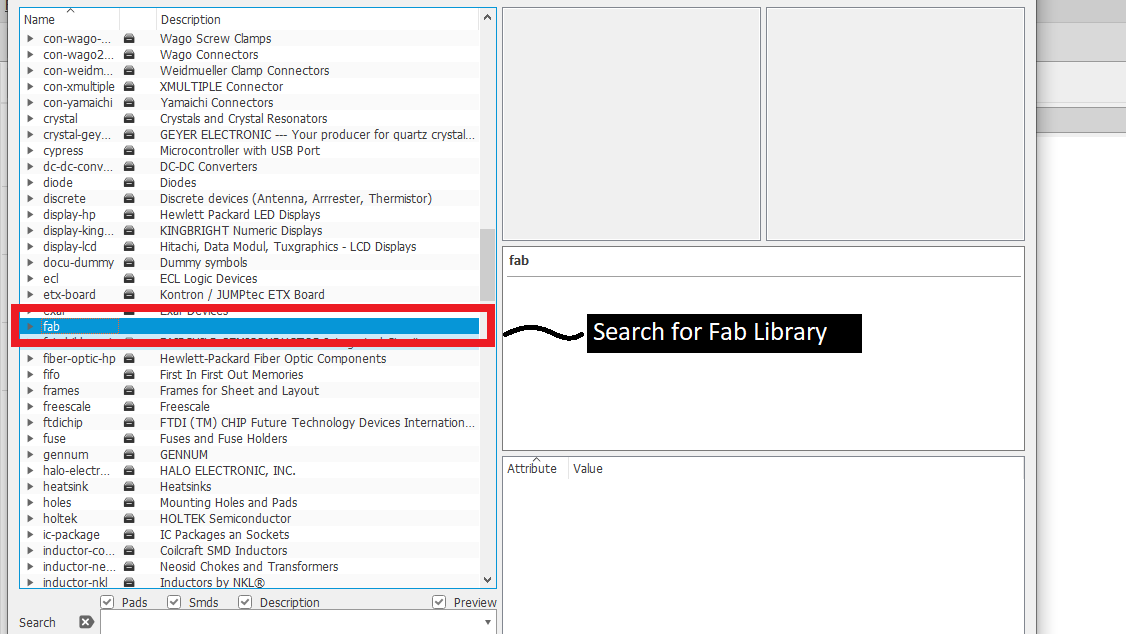 Name Description
con-wago-... Wago Screw Clamps
con-wago2... Wago Connectors
con-weidm... Weidmueller Clamp Connectors
con-xmultiple XMULTIPLE Connector
con-yamaichi Yamaichi Connectors
crystal Crystals and Crystal Resonators
crystal-gey... GEYER ELECTRONIC --- Your producer for quartz crystal...
cypress Microcontroller with USB Port
dc-dc-conv... DC-DC Converters
diode Diodes
discrete Discrete devices (Antenna, Arrrester, Thermistor)
display-hp Hewlett Packard LED Displays
display-king... KINGBRIGHT Numeric Displays
display-lcd Hitachi, Data Modul, Tuxgraphics - LCD Displays
docu-dummy Dummy symbols
ecl ECL Logic Devices
etx-board Kontron / JUMPtec ETX Board
exar Exar Devices
fab
fiber-optic-hp Hewlett-Packard Fiber Optic Components
fifo First In First Out Memories
frames Frames for Sheet and Layout
freescale Freescale
ftdichip FTDI (TM) CHIP Future Technology Devices Internation...
fuse Fuses and Fuse Holders
gennum GENNUM
halo-electr... HALO ELECTRONIC, INC.
heatsink Heatsinks
holes Mounting Holes and Pads
holtek HOLTEK Semiconductor
ic-package IC Packages an Sockets
inductor-co... Coilcraft SMD Inductors
inductor-ne... Neosid Chokes and Transformers
inductor-nkl Inductors by NKL®
Pads Smds Description Preview
Search
fab
Search for Fab Library
Attribute Value